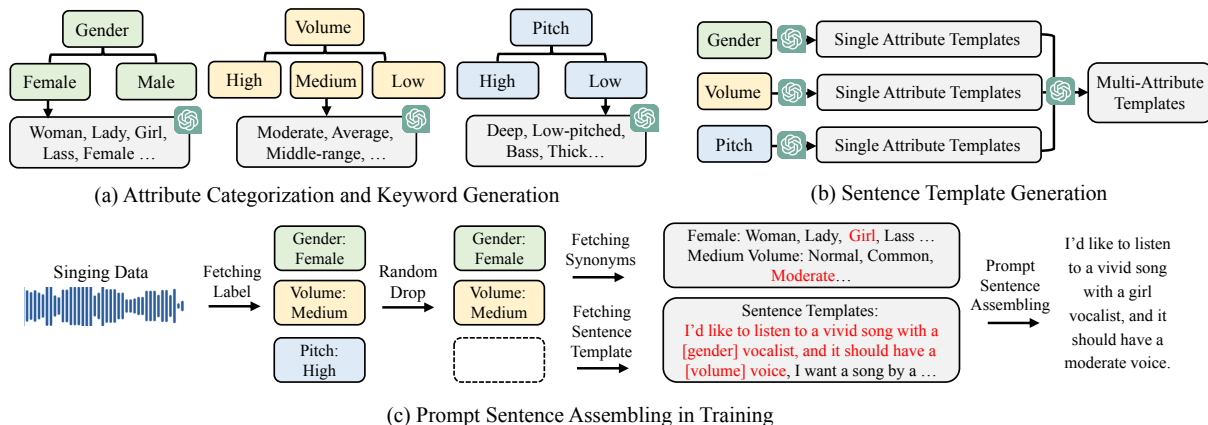 Gender
Female
Male
Woman, Lady, Girl,
Lass, Female …
Volume
High
Medium
Low
Moderate, Average,
Middle-range, …
Pitch
High
Low
Deep, Low-pitched,
Bass, Thick…
(a) Attribute Categorization and Keyword Generation
Gender
Single Attribute Templates
Volume
Single Attribute Templates
Pitch
Single Attribute Templates
Multi-Attribute
Templates
(b) Sentence Template Generation
Singing Data
Fetching
Label
Gender:
Female
Volume:
Medium
Pitch:
High
Random
Drop
Gender:
Female
Volume:
Medium
Fetching
Synonyms
Fetching
Sentence
Template
Female: Woman, Lady, Girl, Lass …
Medium Volume: Normal, Common,
Moderate…
Sentence Templates:
I’d like to listen to a vivid song with a
[gender] vocalist, and it should have a
[volume] voice, I want a song by a …
Prompt
Sentence
Assembling
I’d like to listen
to a vivid song
with a girl
vocalist, and it
should have a
moderate voice.
(c) Prompt Sentence Assembling in Training